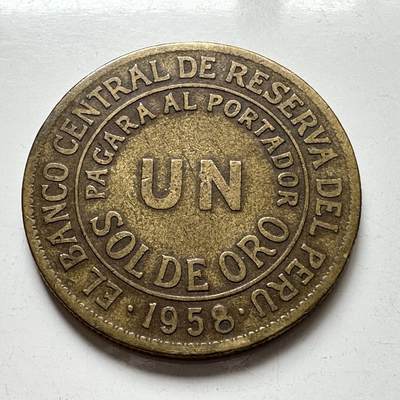 EL BANCO CENTRAL DE RESERVA DEL PERU
PAGARA AL PORTADOR
UN
SOL DE ORO
· 1958 ·